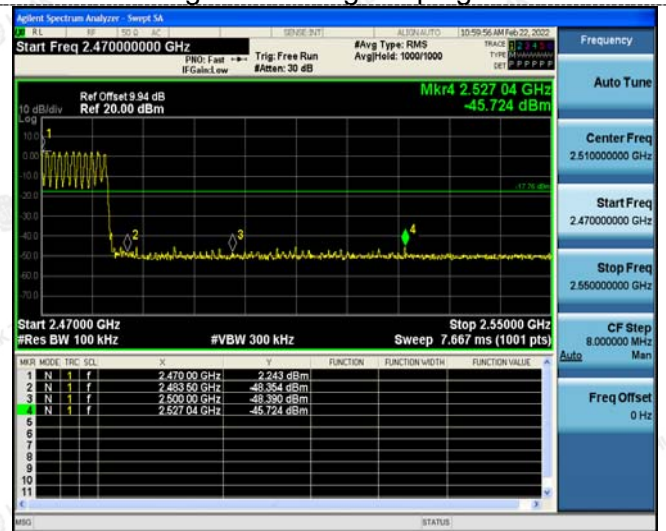 Agilent Spectrum Analyzer - Swept SA
RL RF 50 Ω AC SENSE:INT ALIGN AUTO 10:59:56 AM Feb 22, 2022
Start Freq 2.470000000 GHz
PNO: Fast
IFGain:Low
Trig: Free Run
#Atten: 30 dB
#Avg Type: RMS
Avg|Hold: 1000/1000
TRACE 1 2 3 4 5 6
TYPE M
DET P P P P P P
Mkr4 2.527 04 GHz
-45.724 dBm
Ref Offset 9.94 dB
10 dB/div Ref 20.00 dBm
Log
10.0
0.00
-10.0
-20.0
-30.0
-40.0
-50.0
-60.0
-70.0
1
2
3
4
-17.76 dBm
Start 2.47000 GHz Stop 2.55000 GHz
#Res BW 100 kHz #VBW 300 kHz Sweep 7.667 ms (1001 pts)
MKR MODE TRC SCL X Y FUNCTION FUNCTION WIDTH FUNCTION VALUE
1 N 1 f 2.470 00 GHz 2.243 dBm
2 N 1 f 2.483 50 GHz -48.354 dBm
3 N 1 f 2.500 00 GHz -48.390 dBm
4 N 1 f 2.527 04 GHz -45.724 dBm
5
6
7
8
9
10
11
MSG STATUS
Frequency
Auto Tune
Center Freq
2.510000000 GHz
Start Freq
2.470000000 GHz
Stop Freq
2.550000000 GHz
CF Step
8.000000 MHz
Auto Man
Freq Offset
0 Hz